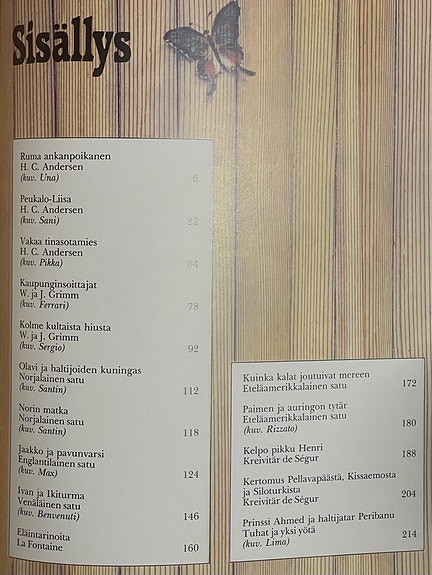 Sisällys
Ruma ankanpoikanen
H. C. Andersen
(kuv. Una) 6
Peukalo-Liisa
H. C. Andersen
(kuv. Sani) 32
Vakaa tinasotamies
H. C. Andersen
(kuv. Pikka) 64
Kaupunginsoittajat
W. ja J. Grimm
(kuv. Ferrari) 78
Kolme kultaista hiusta
W. ja J. Grimm
(kuv. Sergio) 92
Olavi ja haltijoiden kuningas
Norjalainen satu
(kuv. Santin) 112
Norin matka
Norjalainen satu
(kuv. Santin) 118
Jaakko ja pavunvarsi
Englantilainen satu
(kuv. Max) 124
Ivan ja Ikiturma
Venäläinen satu
(kuv. Benvenuti) 146
Eläintarinoita
La Fontaine 160
Kuinka kalat joutuivat mereen
Eteläamerikkalainen satu 172
Paimen ja auringon tytär
Eteläamerikkalainen satu
(kuv. Rizzato) 180
Kelpo pikku Henri
Kreivitär de Ségur 188
Kertomus Pellavapäästä, Kissaemosta
ja Siloturkista
Kreivitär de Ségur 204
Prinssi Ahmed ja haltijatar Peribanu
Tuhat ja yksi yötä
(kuv. Lima) 214